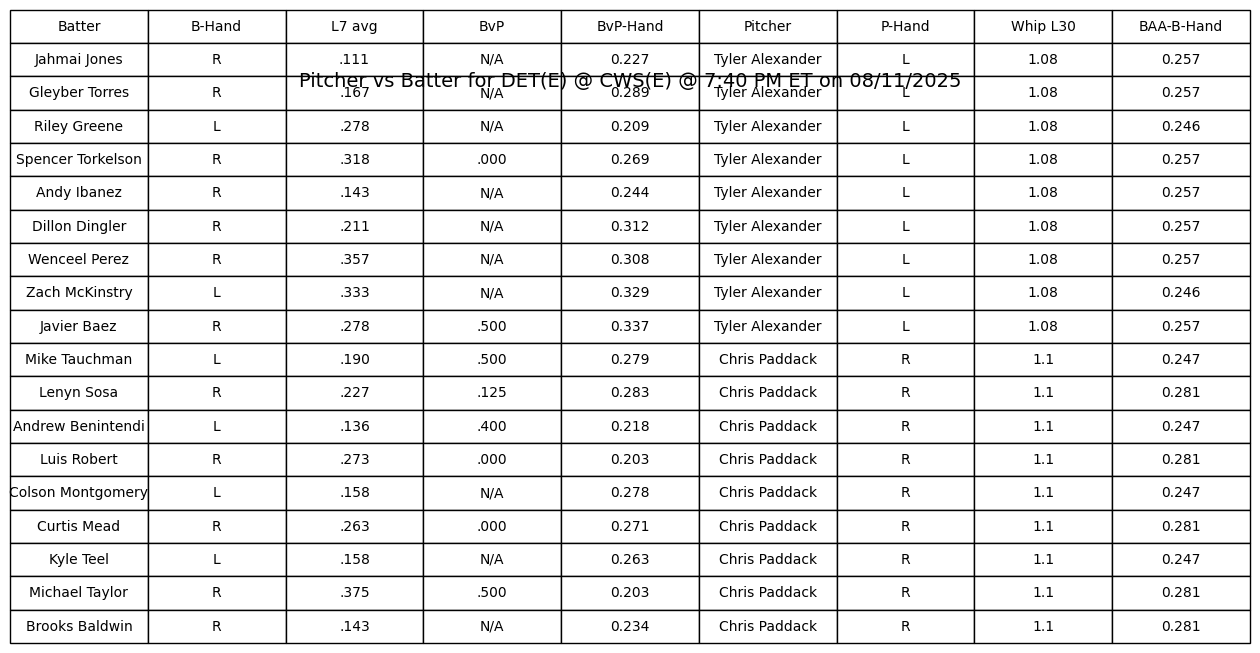 Batter B-Hand L7 avg BvP BvP-Hand Pitcher P-Hand Whip L30 BAA-B-Hand
Jahmai Jones R .111 N/A 0.227 Tyler Alexander L 1.08 0.257
Pitcher vs Batter for DET(E) @ CWS(E) @ 7:40 PM ET on 08/11/2025
Gleyber Torres R .167 N/A 0.289 Tyler Alexander L 1.08 0.257
Riley Greene L .278 N/A 0.209 Tyler Alexander L 1.08 0.246
Spencer Torkelson R .318 .000 0.269 Tyler Alexander L 1.08 0.257
Andy Ibanez R .143 N/A 0.244 Tyler Alexander L 1.08 0.257
Dillon Dingler R .211 N/A 0.312 Tyler Alexander L 1.08 0.257
Wenceel Perez R .357 N/A 0.308 Tyler Alexander L 1.08 0.257
Zach McKinstry L .333 N/A 0.329 Tyler Alexander L 1.08 0.246
Javier Baez R .278 .500 0.337 Tyler Alexander L 1.08 0.257
Mike Tauchman L .190 .500 0.279 Chris Paddack R 1.1 0.247
Lenyn Sosa R .227 .125 0.283 Chris Paddack R 1.1 0.281
Andrew Benintendi L .136 .400 0.218 Chris Paddack R 1.1 0.247
Luis Robert R .273 .000 0.203 Chris Paddack R 1.1 0.281
Colson Montgomery L .158 N/A 0.278 Chris Paddack R 1.1 0.247
Curtis Mead R .263 .000 0.271 Chris Paddack R 1.1 0.281
Kyle Teel L .158 N/A 0.263 Chris Paddack R 1.1 0.247
Michael Taylor R .375 .500 0.203 Chris Paddack R 1.1 0.281
Brooks Baldwin R .143 N/A 0.234 Chris Paddack R 1.1 0.281